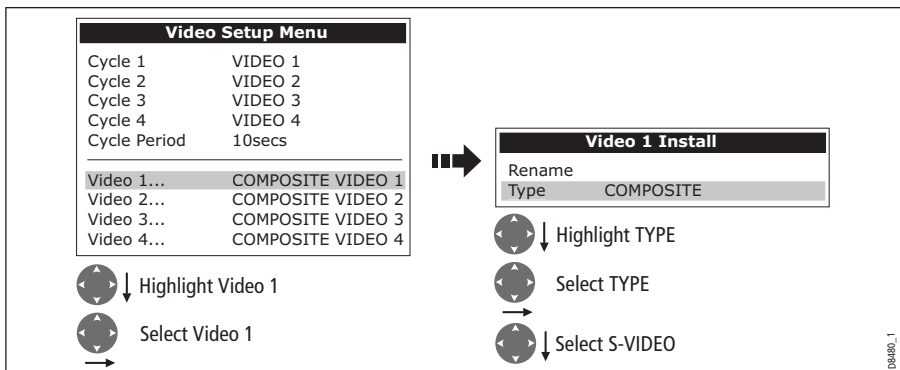 Video Setup Menu
Cycle 1 VIDEO 1
Cycle 2 VIDEO 2
Cycle 3 VIDEO 3
Cycle 4 VIDEO 4
Cycle Period 10secs
Video 1... COMPOSITE VIDEO 1
Video 2... COMPOSITE VIDEO 2
Video 3... COMPOSITE VIDEO 3
Video 4... COMPOSITE VIDEO 4
Highlight Video 1
Select Video 1
Video 1 Install
Rename
Type COMPOSITE
Highlight TYPE
Select TYPE
Select S-VIDEO
D8480_1